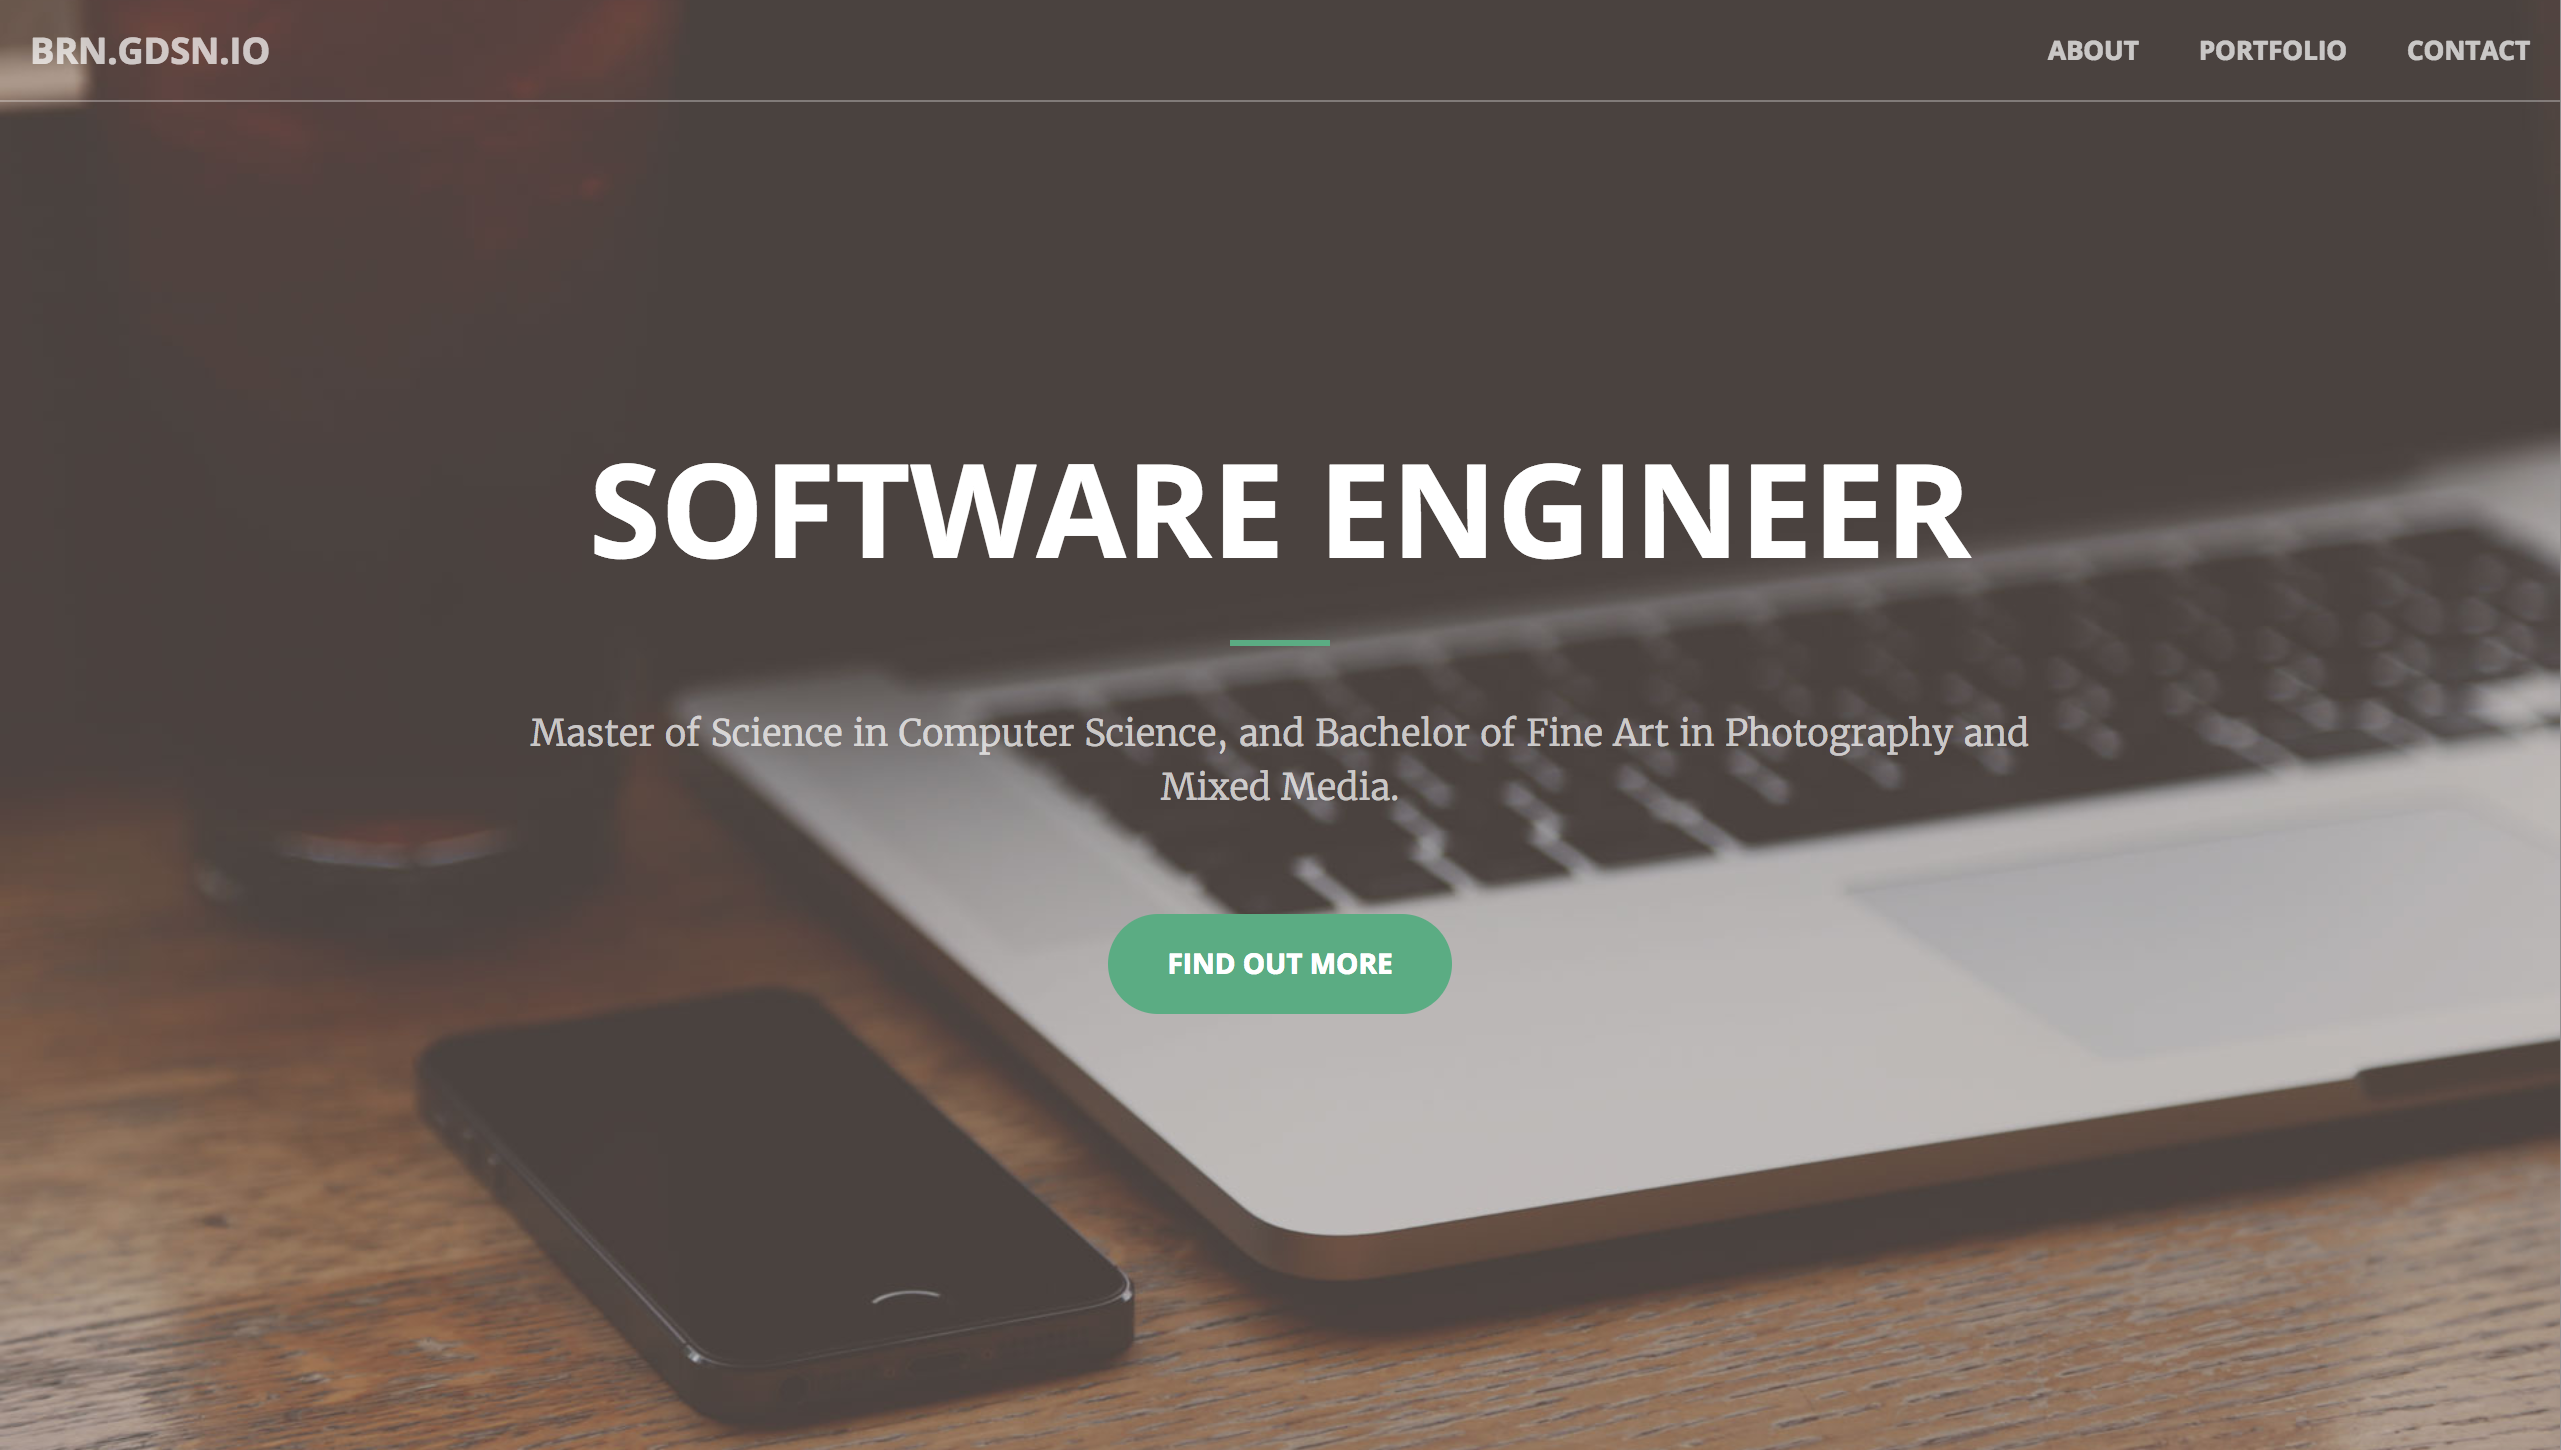 BRN.GDSN.IO
ABOUT PORTFOLIO CONTACT
SOFTWARE ENGINEER
Master of Science in Computer Science, and Bachelor of Fine Art in Photography and
Mixed Media.
FIND OUT MORE